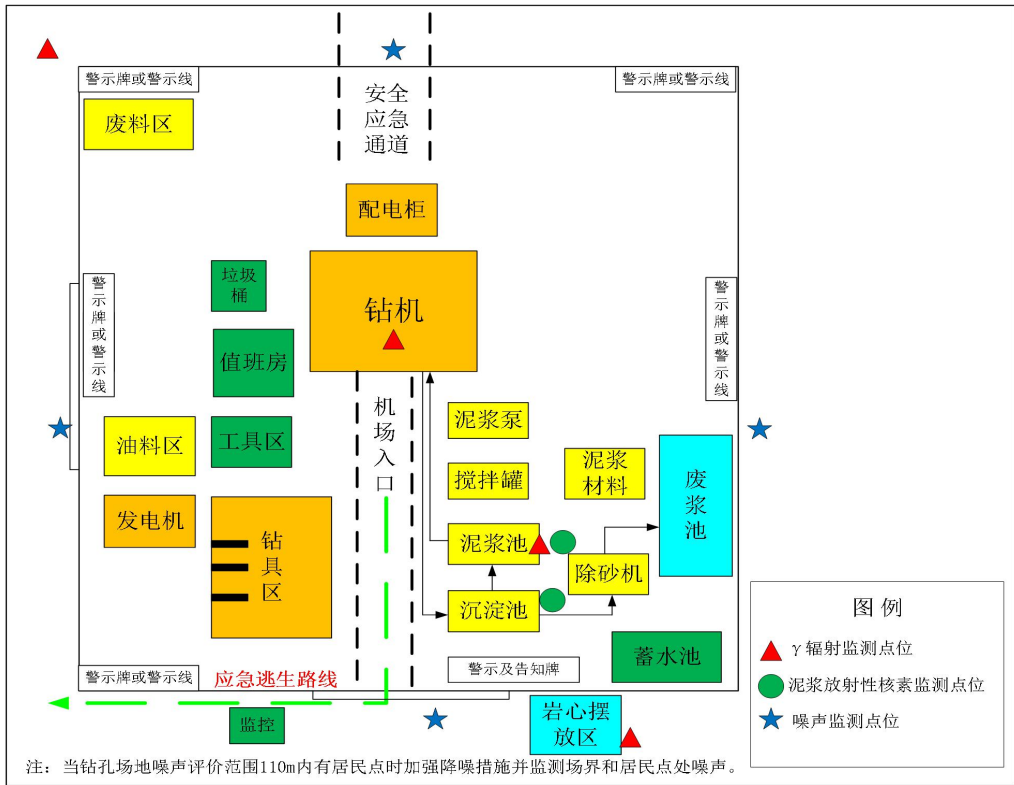 警示牌或警示线
警示牌或警示线
安全
应急
通道
废料区
配电柜
垃圾
桶
钻机
警示牌或警示线
警示牌或警示线
值班房
机场入口
泥浆泵
油料区
工具区
搅拌罐
泥浆
材料
废浆池
发电机
钻具区
泥浆池
除砂机
沉淀池
蓄水池
警示牌或警示线
应急逃生路线
警示及告知牌
监控
岩心摆
放区
图例
γ辐射监测点位
泥浆放射性核素监测点位
噪声监测点位
注：当钻孔场地噪声评价范围110m内有居民点时加强降噪措施并监测场界和居民点处噪声。